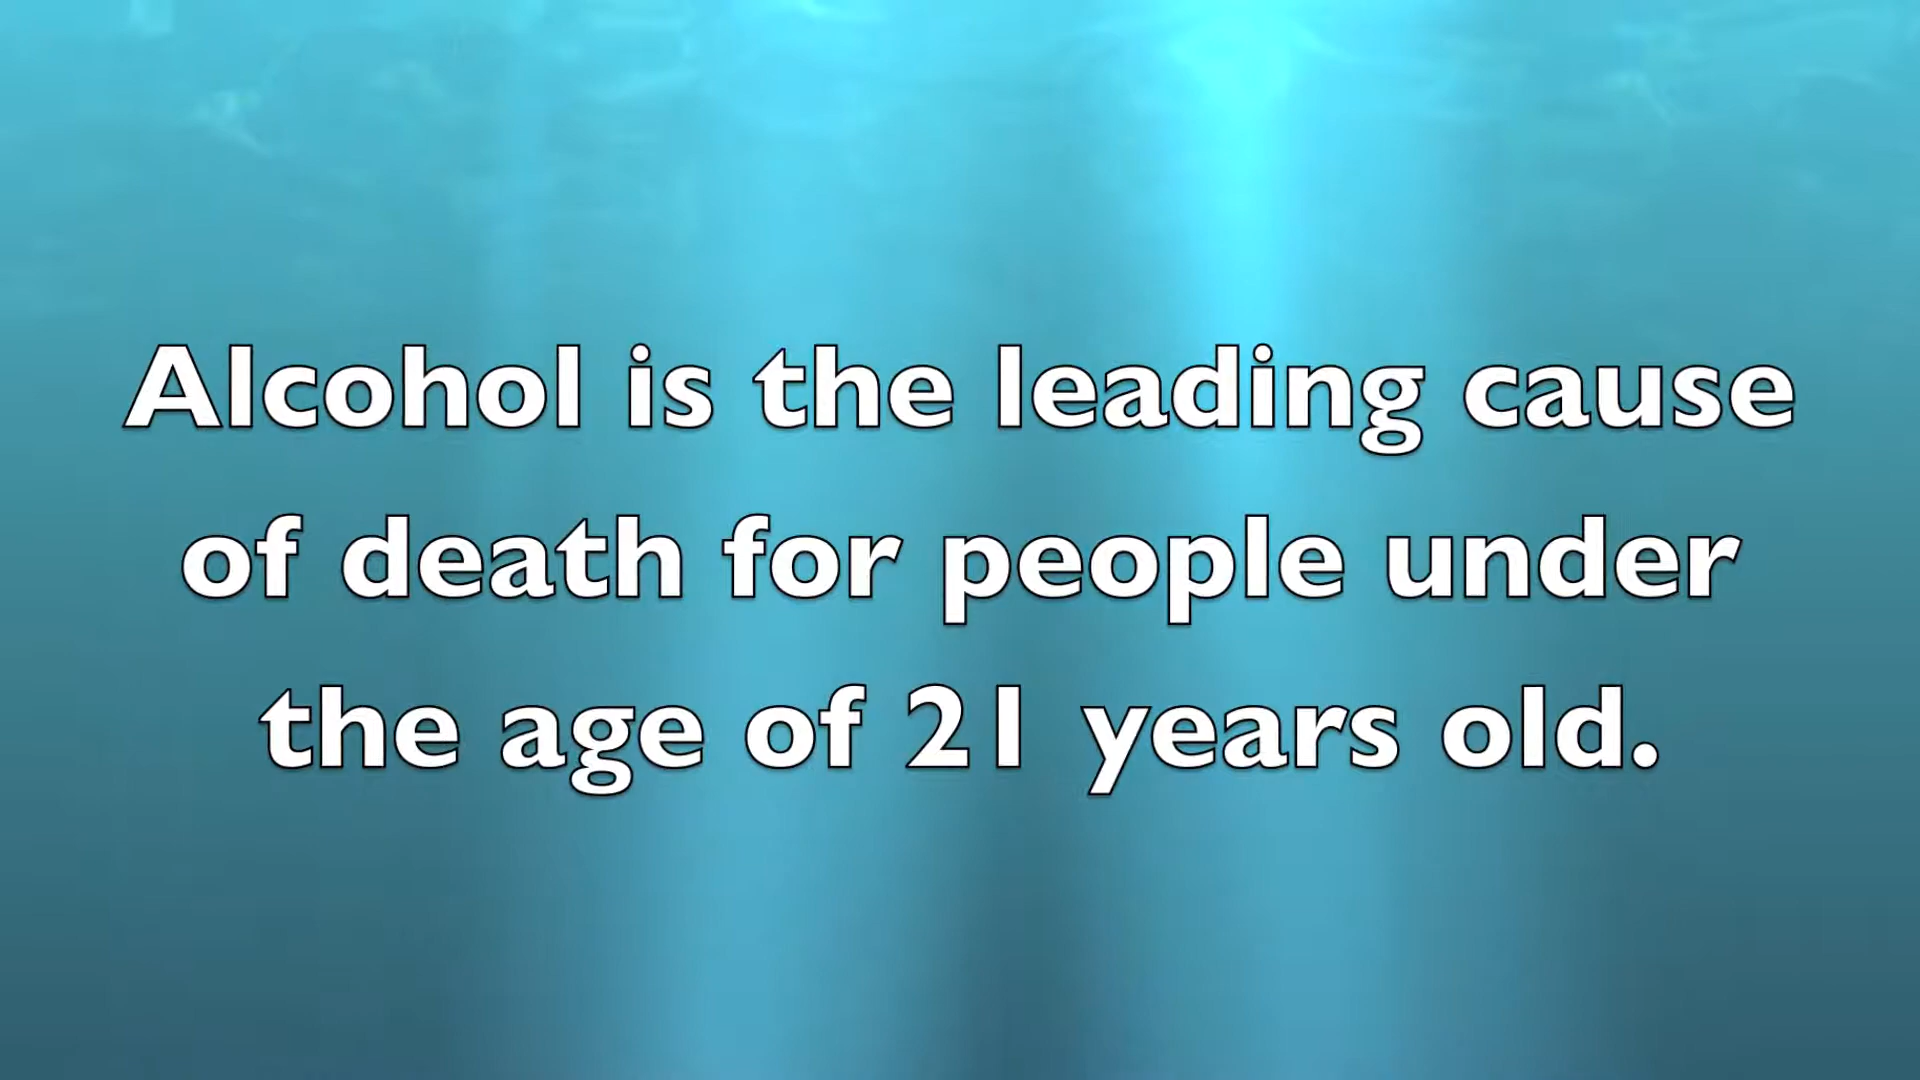 Alcohol is the leading cause
of death for people under
the age of 21 years old.